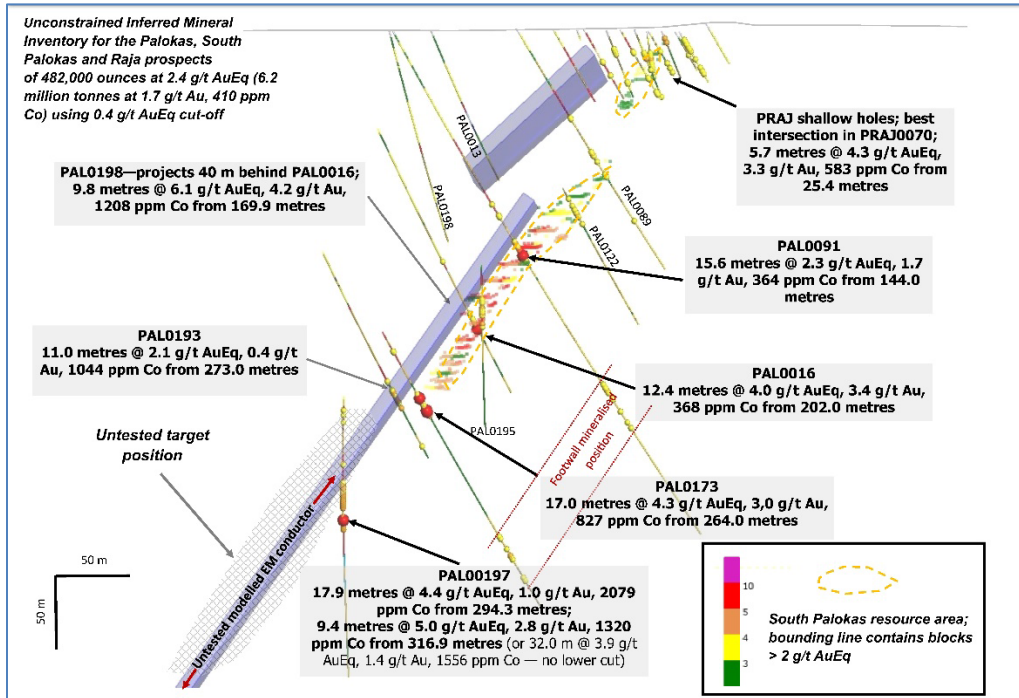 Unconstrained Inferred Mineral
Inventory for the Palokas, South
Palokas and Raja prospects
of 482,000 ounces at 2.4 g/t AuEq (6.2
million tonnes at 1.7 g/t Au, 410 ppm
Co) using 0.4 g/t AuEq cut-off
PRAJ shallow holes; best
intersection in PRAJ0070;
5.7 metres @ 4.3 g/t AuEq,
3.3 g/t Au, 583 ppm Co from
25.4 metres
PAL0198—projects 40 m behind PAL0016;
9.8 metres @ 6.1 g/t AuEq, 4.2 g/t Au,
1208 ppm Co from 169.9 metres
PAL0013
PAL0198
PAL0089
PAL0122
PAL0091
15.6 metres @ 2.3 g/t AuEq, 1.7
g/t Au, 364 ppm Co from 144.0
metres
PAL0193
11.0 metres @ 2.1 g/t AuEq, 0.4 g/t
Au, 1044 ppm Co from 273.0 metres
PAL0016
12.4 metres @ 4.0 g/t AuEq, 3.4 g/t Au,
368 ppm Co from 202.0 metres
PAL0195
Untested target
position
Footwall mineralised
position
PAL0173
17.0 metres @ 4.3 g/t AuEq, 3,0 g/t Au,
827 ppm Co from 264.0 metres
Untested modelled EM conductor
50 m
50 m
PAL00197
17.9 metres @ 4.4 g/t AuEq, 1.0 g/t Au, 2079
ppm Co from 294.3 metres;
9.4 metres @ 5.0 g/t AuEq, 2.8 g/t Au, 1320
ppm Co from 316.9 metres (or 32.0 m @ 3.9 g/t
AuEq, 1.4 g/t Au, 1556 ppm Co — no lower cut)
10
5
4
3
South Palokas resource area;
bounding line contains blocks
> 2 g/t AuEq